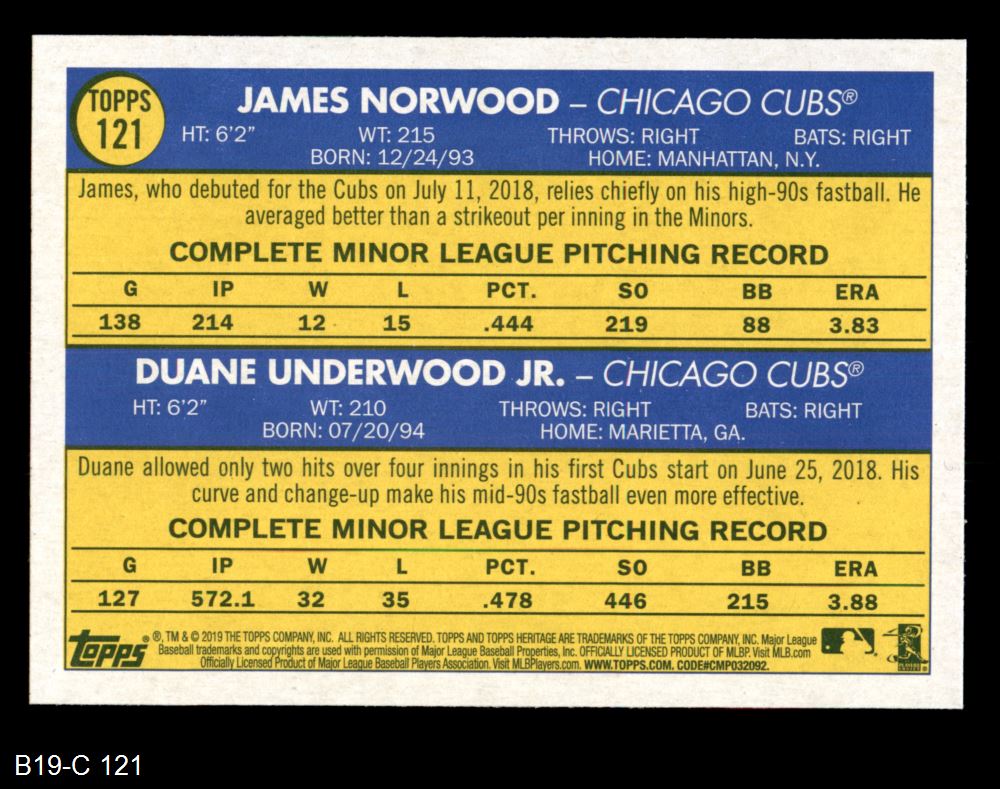 TOPPS
121
JAMES NORWOOD – CHICAGO CUBS®
HT: 6'2" WT: 215 THROWS: RIGHT BATS: RIGHT
BORN: 12/24/93 HOME: MANHATTAN, N.Y.
James, who debuted for the Cubs on July 11, 2018, relies chiefly on his high-90s fastball. He
averaged better than a strikeout per inning in the Minors.
COMPLETE MINOR LEAGUE PITCHING RECORD
G IP W L PCT. SO BB ERA
138 214 12 15 .444 219 88 3.83
DUANE UNDERWOOD JR. – CHICAGO CUBS®
HT: 6'2" WT: 210 THROWS: RIGHT BATS: RIGHT
BORN: 07/20/94 HOME: MARIETTA, GA.
Duane allowed only two hits over four innings in his first Cubs start on June 25, 2018. His
curve and change-up make his mid-90s fastball even more effective.
COMPLETE MINOR LEAGUE PITCHING RECORD
G IP W L PCT. SO BB ERA
127 572.1 32 35 .478 446 215 3.88
Topps® ®, TM & © 2019 THE TOPPS COMPANY, INC. ALL RIGHTS RESERVED. TOPPS AND TOPPS HERITAGE ARE TRADEMARKS OF THE TOPPS COMPANY, INC. Major League
Baseball trademarks and copyrights are used with permission of Major League Baseball Properties, Inc. OFFICIALLY LICENSED PRODUCT OF MLBP. Visit MLB.com
Officially Licensed Product of Major League Baseball Players Association. Visit MLBPlayers.com. WWW.TOPPS.COM. CODE#CMP032092.
B19-C 121